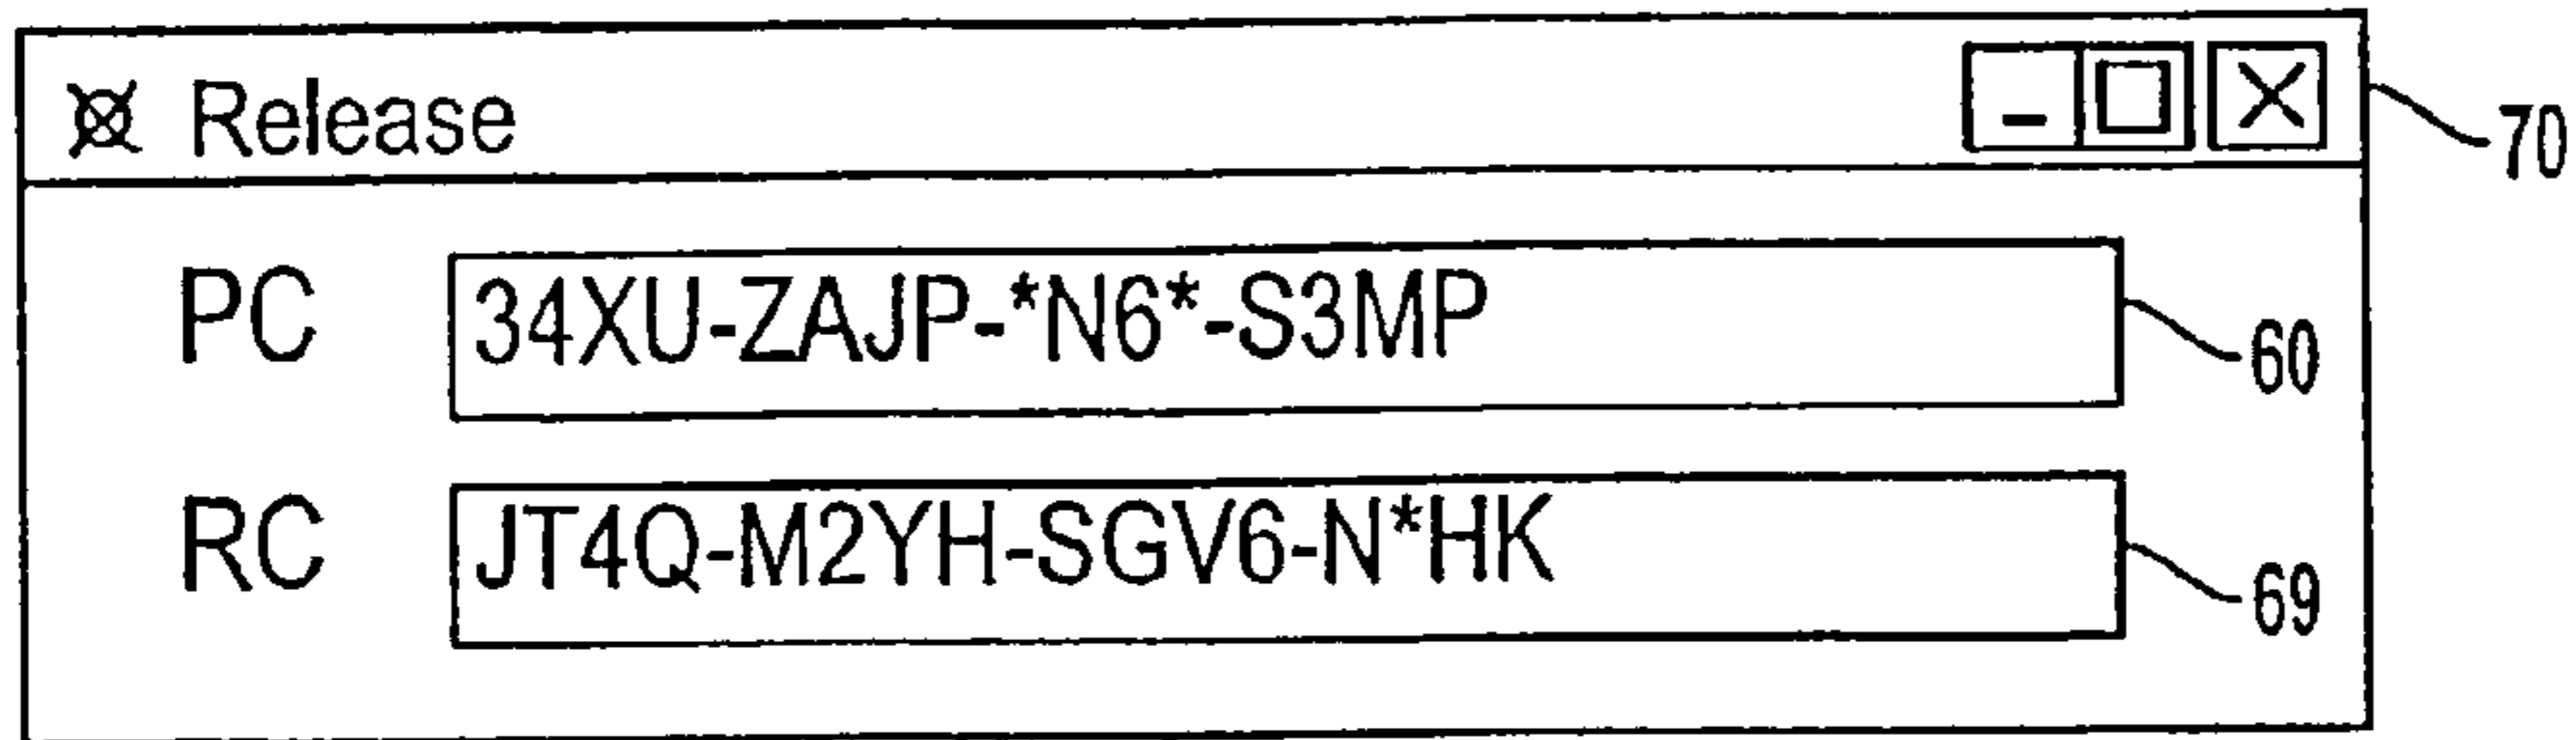 Release
70
PC 34XU-ZAJP-*N6*-S3MP 60
RC JT4Q-M2YH-SGV6-N*HK 69